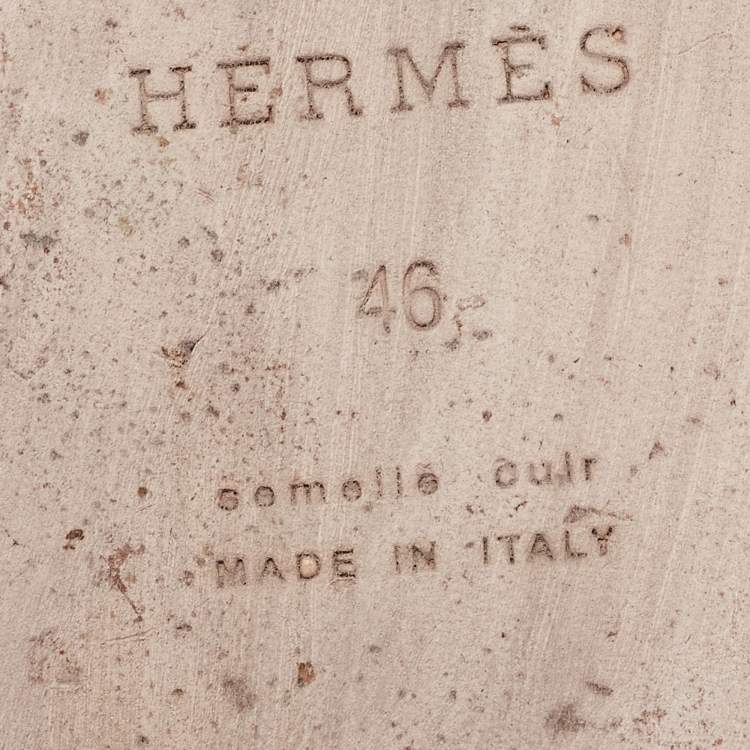 HERMÈS
46
semelle cuir
MADE IN ITALY